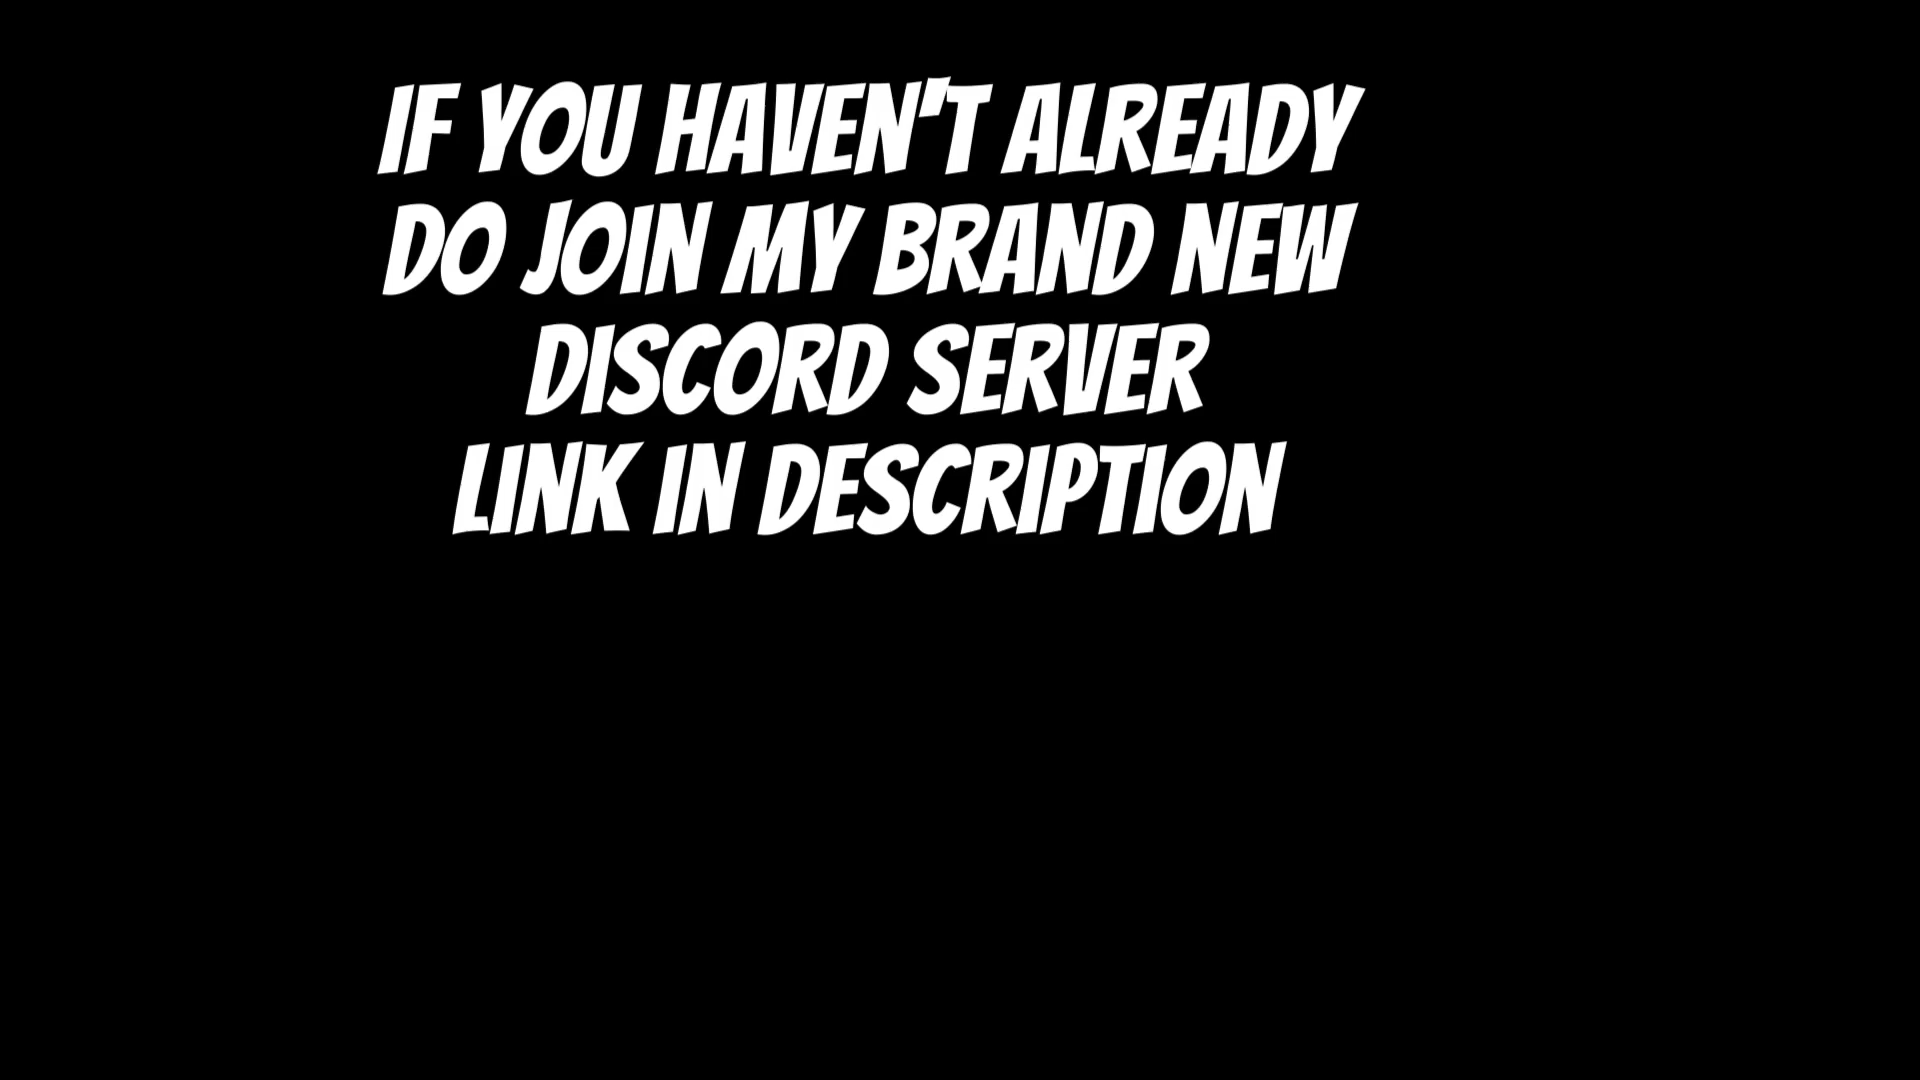 IF YOU HAVEN'T ALREADY
DO JOIN MY BRAND NEW
DISCORD SERVER
LINK IN DESCRIPTION